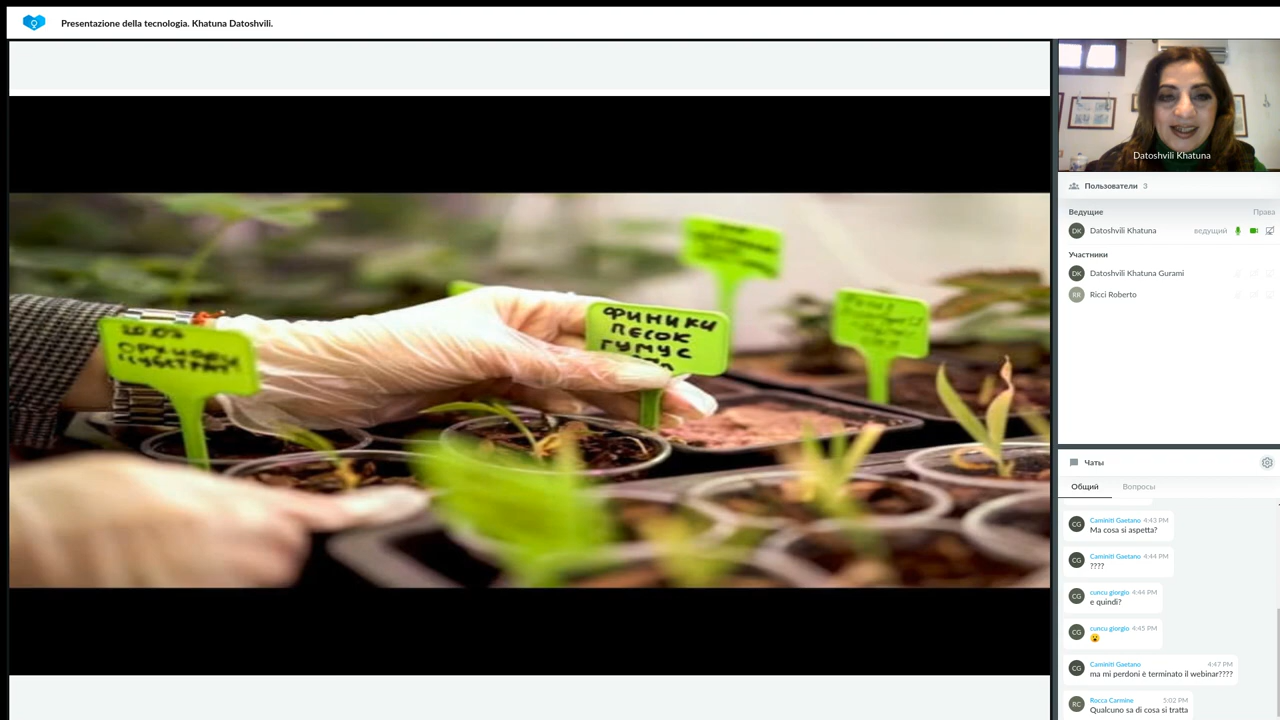 Presentazione della tecnologia. Khatuna Datoshvili.
ФИНИКИ
ПЕСОК
ГУМУС
Datoshvili Khatuna
Пользователи 3
Ведущие Права
DK Datoshvili Khatuna ведущий
Участники
DK Datoshvili Khatuna Gurami
RR Ricci Roberto
Чаты
Общий Вопросы
CG Caminiti Gaetano 4:43 PM
Ma cosa si aspetta?
CG Caminiti Gaetano 4:44 PM
????
CG cuncu giorgio 4:44 PM
e quindi?
CG cuncu giorgio 4:45 PM
😮
CG Caminiti Gaetano 4:47 PM
ma mi perdoni è terminato il webinar????
RC Rocca Carmine 5:02 PM
Qualcuno sa di cosa si tratta